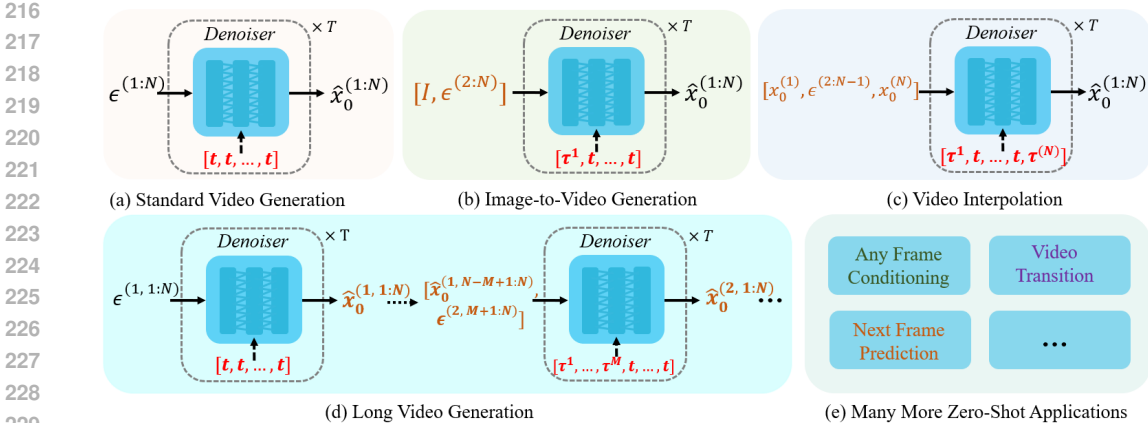 216
217
218
219
220
221
222
223
224
225
226
227
228
229
Denoiser × T
ϵ^(1:N) x̂_0^(1:N)
[t, t, ..., t]
(a) Standard Video Generation
Denoiser × T
[I, ϵ^(2:N)] x̂_0^(1:N)
[τ^1, t, ..., t]
(b) Image-to-Video Generation
Denoiser × T
[x_0^(1), ϵ^(2:N−1), x_0^(N)] x̂_0^(1:N)
[τ^1, t, ..., t, τ^(N)]
(c) Video Interpolation
Denoiser × T
ϵ^(1, 1:N) x̂_0^(1, 1:N)
[t, t, ..., t]
[x̂_0^(1, N−M+1:N),
ϵ^(2, M+1:N)]
Denoiser × T
x̂_0^(2, 1:N) ...
[τ^1, ..., τ^M, t, ..., t]
(d) Long Video Generation
Any Frame
Conditioning
Video
Transition
Next Frame
Prediction
...
(e) Many More Zero-Shot Applications